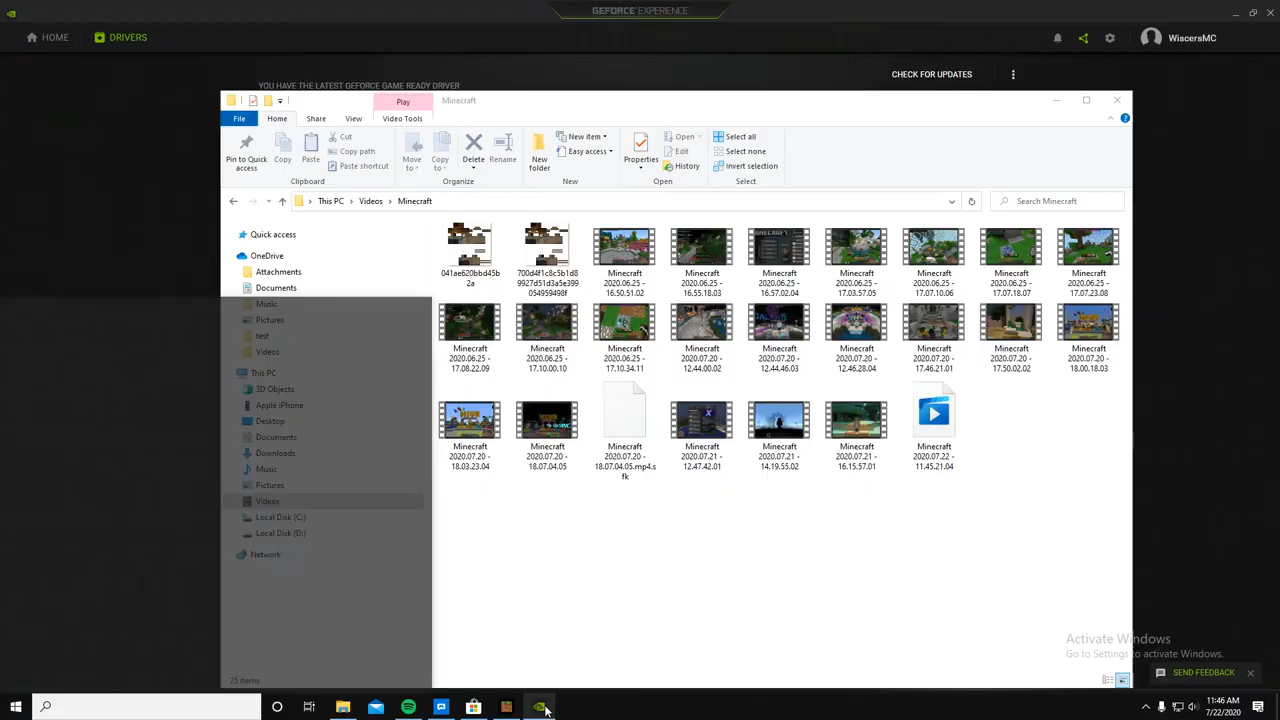 GEFORCE EXPERIENCE
HOME
DRIVERS
WiscersMC
YOU HAVE THE LATEST GEFORCE GAME READY DRIVER
CHECK FOR UPDATES
Play
Minecraft
File
Home
Share
View
Video Tools
Pin to Quick access
Copy
Paste
Cut
Copy path
Paste shortcut
Clipboard
Move to
Copy to
Delete
Rename
Organize
New folder
New item
Easy access
New
Properties
Open
Edit
History
Open
Select all
Select none
Invert selection
Select
This PC
Videos
Minecraft
Search Minecraft
Quick access
OneDrive
Attachments
Documents
Music
Pictures
test
Videos
This PC
3D Objects
Apple iPhone
Desktop
Documents
Downloads
Music
Pictures
Videos
Local Disk (C:)
Local Disk (D:)
Network
25 items
041ae620bbd45b
2a
700d4f1c8c5b1d8
9927d51d3a5e399
054959498f
Minecraft
2020.06.25 -
16.50.51.02
Minecraft
2020.06.25 -
16.55.18.03
Minecraft
2020.06.25 -
16.57.02.04
Minecraft
2020.06.25 -
17.03.57.05
Minecraft
2020.06.25 -
17.07.10.06
Minecraft
2020.06.25 -
17.07.18.07
Minecraft
2020.06.25 -
17.07.23.08
Minecraft
2020.06.25 -
17.08.22.09
Minecraft
2020.06.25 -
17.10.00.10
Minecraft
2020.06.25 -
17.10.34.11
Minecraft
2020.07.20 -
12.44.00.02
Minecraft
2020.07.20 -
12.44.46.03
Minecraft
2020.07.20 -
12.46.28.04
Minecraft
2020.07.20 -
17.46.21.01
Minecraft
2020.07.20 -
17.50.02.02
Minecraft
2020.07.20 -
18.00.18.03
Minecraft
2020.07.20 -
18.03.23.04
Minecraft
2020.07.20 -
18.07.04.05
Minecraft
2020.07.20 -
18.07.04.05.mp4.s
fk
Minecraft
2020.07.21 -
12.47.42.01
Minecraft
2020.07.21 -
14.19.55.02
Minecraft
2020.07.21 -
16.15.57.01
Minecraft
2020.07.22 -
11.45.21.04
Activate Windows
Go to Settings to activate Windows.
SEND FEEDBACK
11:46 AM
7/22/2020